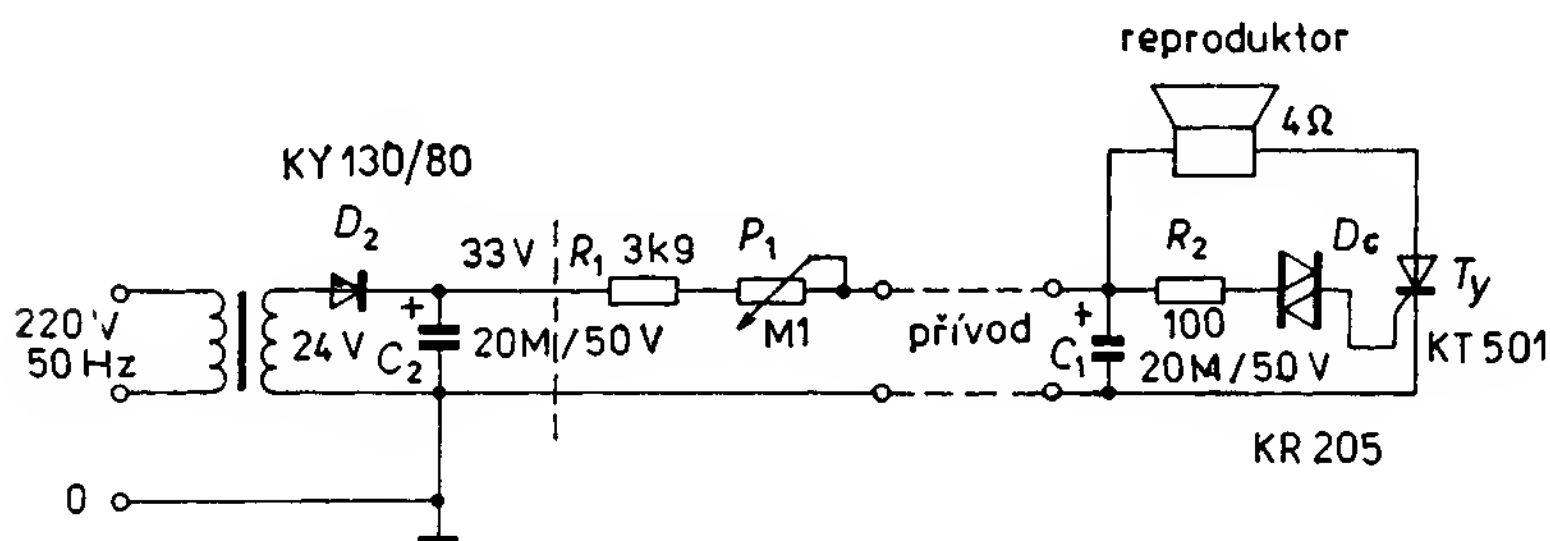 reproduktor
4Ω
KY 130/80
D2
33 V
R1
3k9
P1
R2
Dc
Ty
220 V
50 Hz
24 V
+
C2
20M/50 V
M1
přívod
+
C1
100
20M/50 V
KT 501
KR 205
0